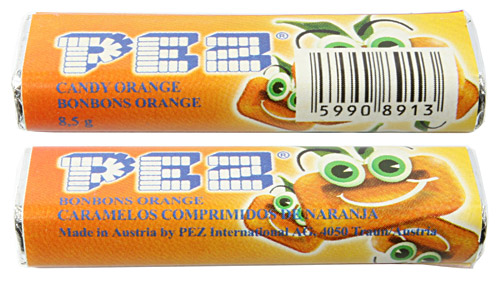 PEZ®
CANDY ORANGE
BONBONS ORANGE
8,5 g
5990 8913
PEZ®
BONBONS ORANGE
CARAMELOS COMPRIMIDOS DE NARANJA
Made in Austria by PEZ International AG, 4050 Traun/Austria